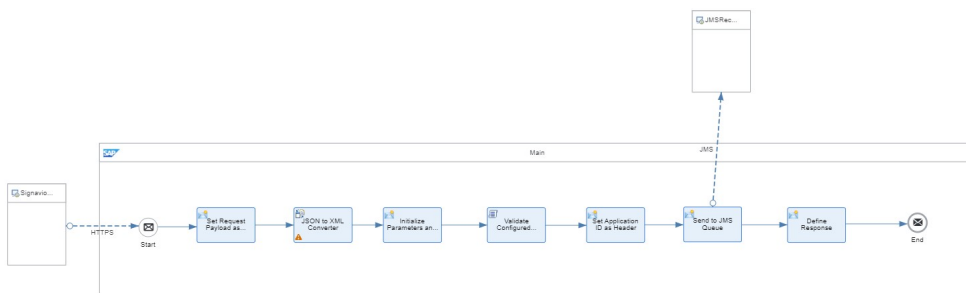 JMSRec...
SAP
Main
JMS
Signavio...
HTTPS
Start
Set Request
Payload as...
JSON to XML
Converter
Initialize
Parameters an...
Validate
Configured...
Set Application
ID as Header
Send to JMS
Queue
Define
Response
End